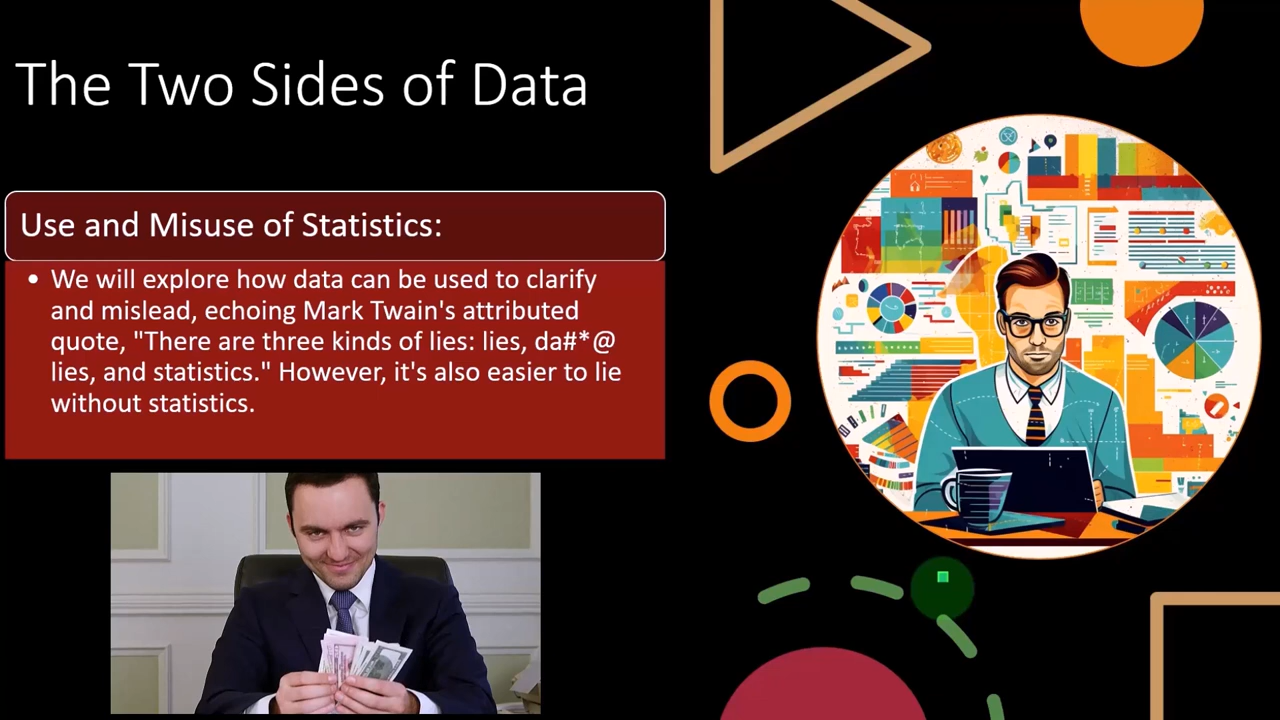 The Two Sides of Data
Use and Misuse of Statistics:
• We will explore how data can be used to clarify
and mislead, echoing Mark Twain's attributed
quote, "There are three kinds of lies: lies, da#*@
lies, and statistics." However, it's also easier to lie
without statistics.